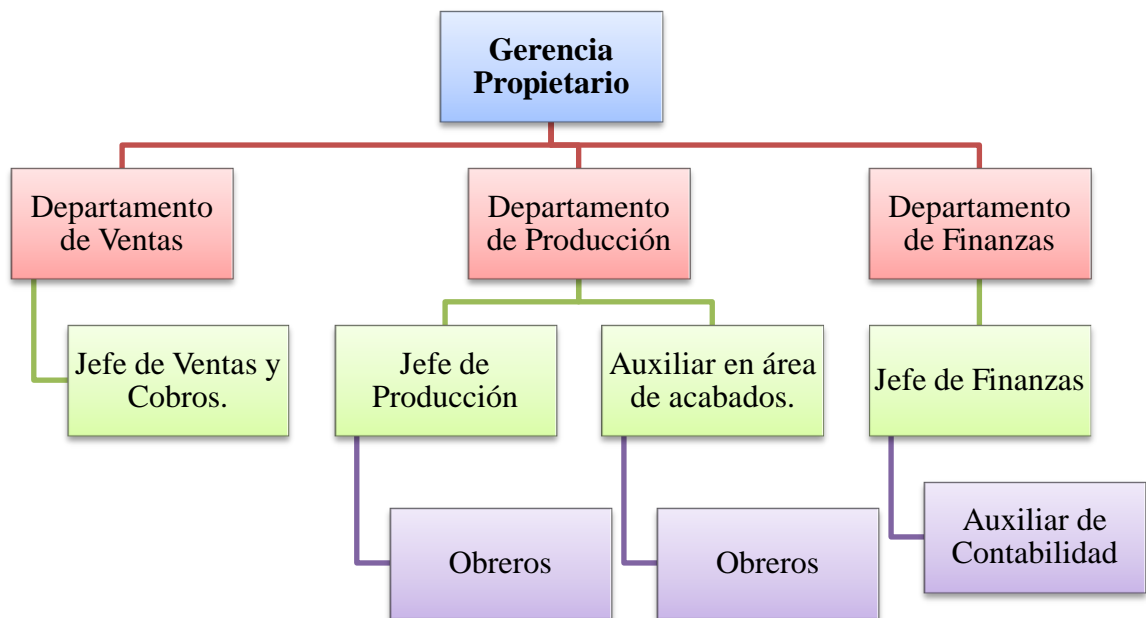 Gerencia
Propietario
Departamento
de Ventas
Departamento
de Producción
Departamento
de Finanzas
Jefe de Ventas y
Cobros.
Jefe de
Producción
Auxiliar en área
de acabados.
Jefe de Finanzas
Obreros
Obreros
Auxiliar de
Contabilidad